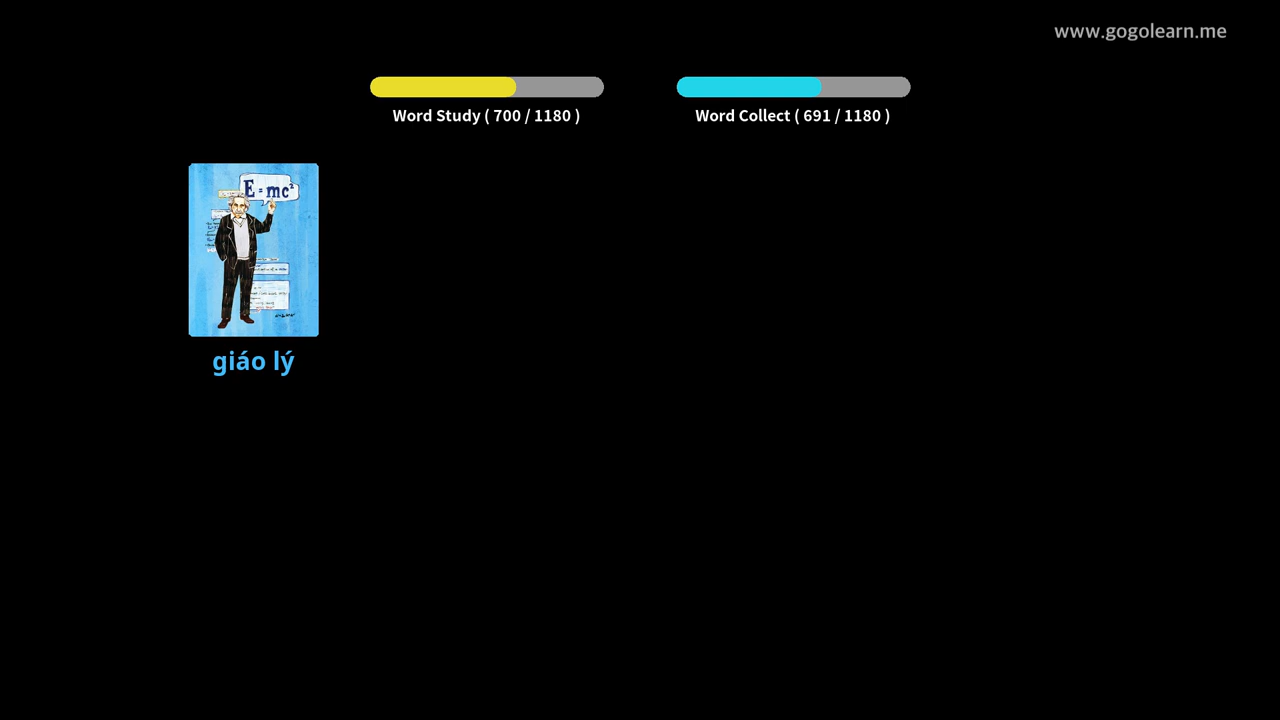 www.gogolearn.me
Word Study ( 700 / 1180 )
Word Collect ( 691 / 1180 )
E = mc²
giáo lý